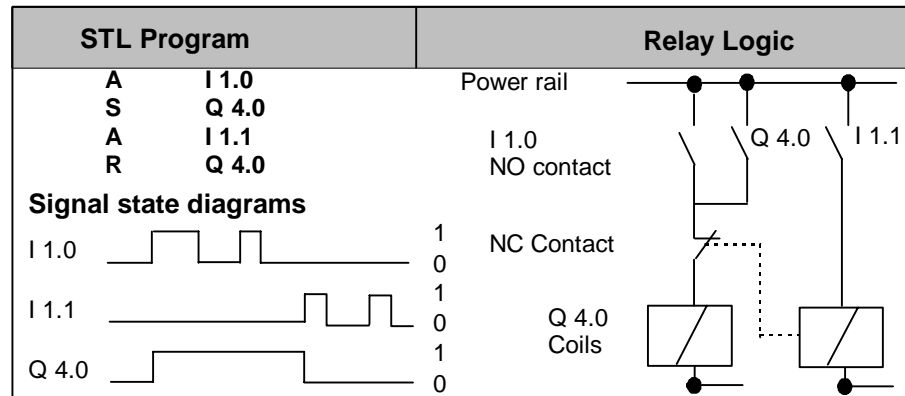 STL Program
A I 1.0
S Q 4.0
A I 1.1
R Q 4.0
Signal state diagrams
I 1.0
1
0
I 1.1
1
0
Q 4.0
1
0
Relay Logic
Power rail
I 1.0
NO contact
Q 4.0
I 1.1
NC Contact
Q 4.0
Coils